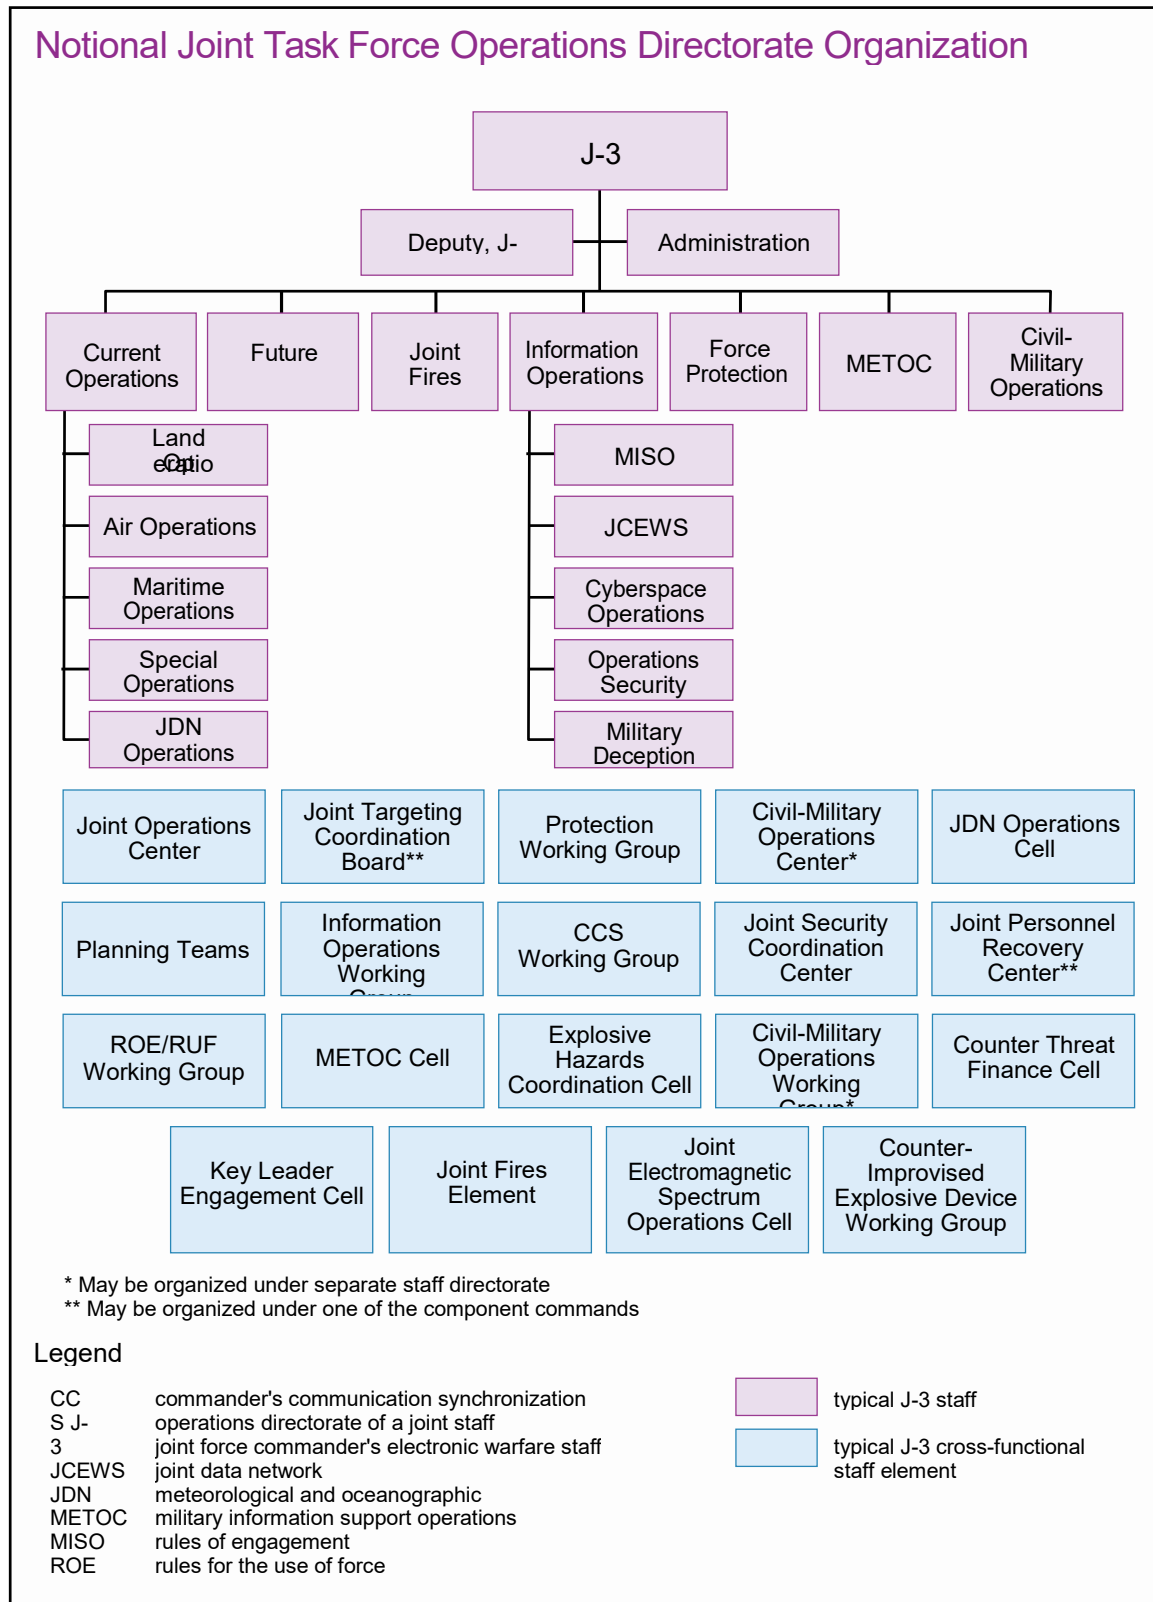 Notional Joint Task Force Operations Directorate Organization
J-3
Deputy, J-
Administration
Current
Operations
Future
Joint
Fires
Information
Operations
Force
Protection
METOC
Civil-
Military
Operations
Land
Op
eratio
Air Operations
Maritime
Operations
Special
Operations
JDN
Operations
MISO
JCEWS
Cyberspace
Operations
Operations
Security
Military
Deception
Joint Operations
Center
Joint Targeting
Coordination
Board**
Protection
Working Group
Civil-Military
Operations
Center*
JDN Operations
Cell
Planning Teams
Information
Operations
Working
Group
CCS
Working Group
Joint Security
Coordination
Center
Joint Personnel
Recovery
Center**
ROE/RUF
Working Group
METOC Cell
Explosive
Hazards
Coordination Cell
Civil-Military
Operations
Working
Group*
Counter Threat
Finance Cell
Key Leader
Engagement Cell
Joint Fires
Element
Joint
Electromagnetic
Spectrum
Operations Cell
Counter-
Improvised
Explosive Device
Working Group
* May be organized under separate staff directorate
** May be organized under one of the component commands
Legend
CC commander's communication synchronization
S J- operations directorate of a joint staff
3 joint force commander's electronic warfare staff
JCEWS joint data network
JDN meteorological and oceanographic
METOC military information support operations
MISO rules of engagement
ROE rules for the use of force
typical J-3 staff
typical J-3 cross-functional
staff element